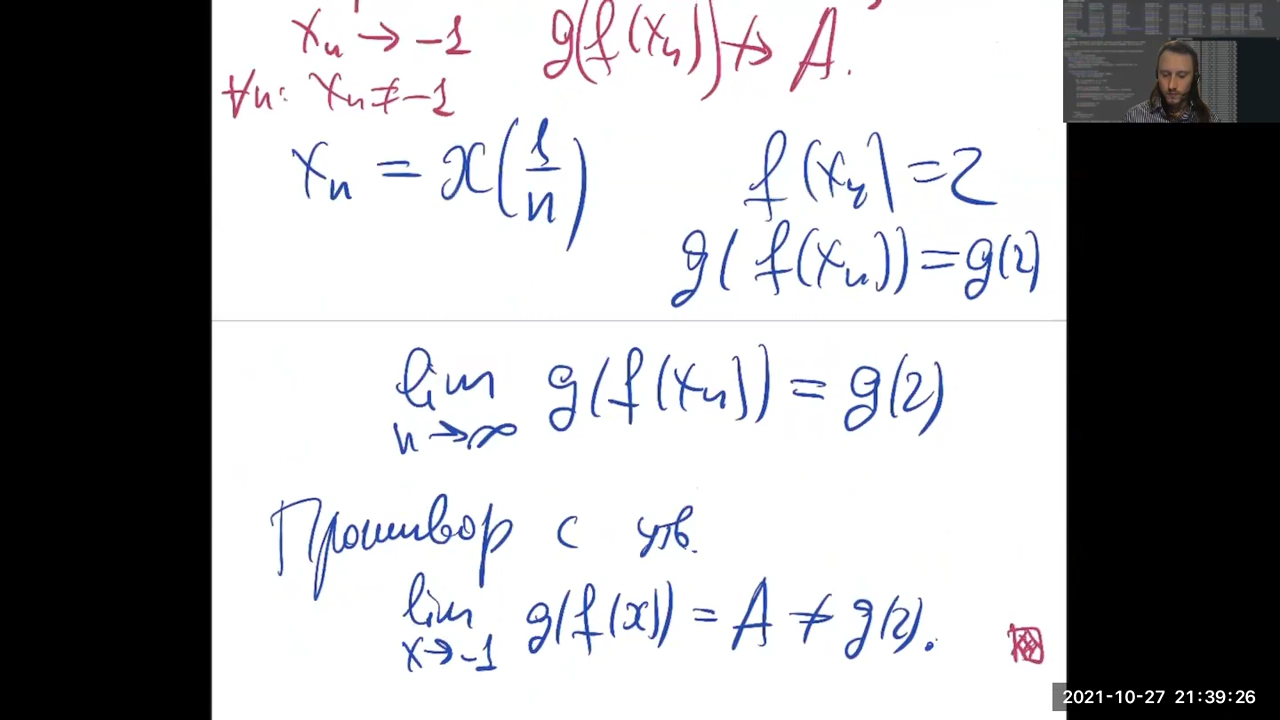 xₙ → -1 g(f(xₙ)) ↛ A.
∀n: xₙ ≠ -1
xₙ = x(1/n) f(xₙ) = 2
g(f(xₙ)) = g(2)
lim n→∞ g(f(xₙ)) = g(2)
Противор с утв.
lim x→-1 g(f(x)) = A ≠ g(2).
2021-10-27 21:39:26